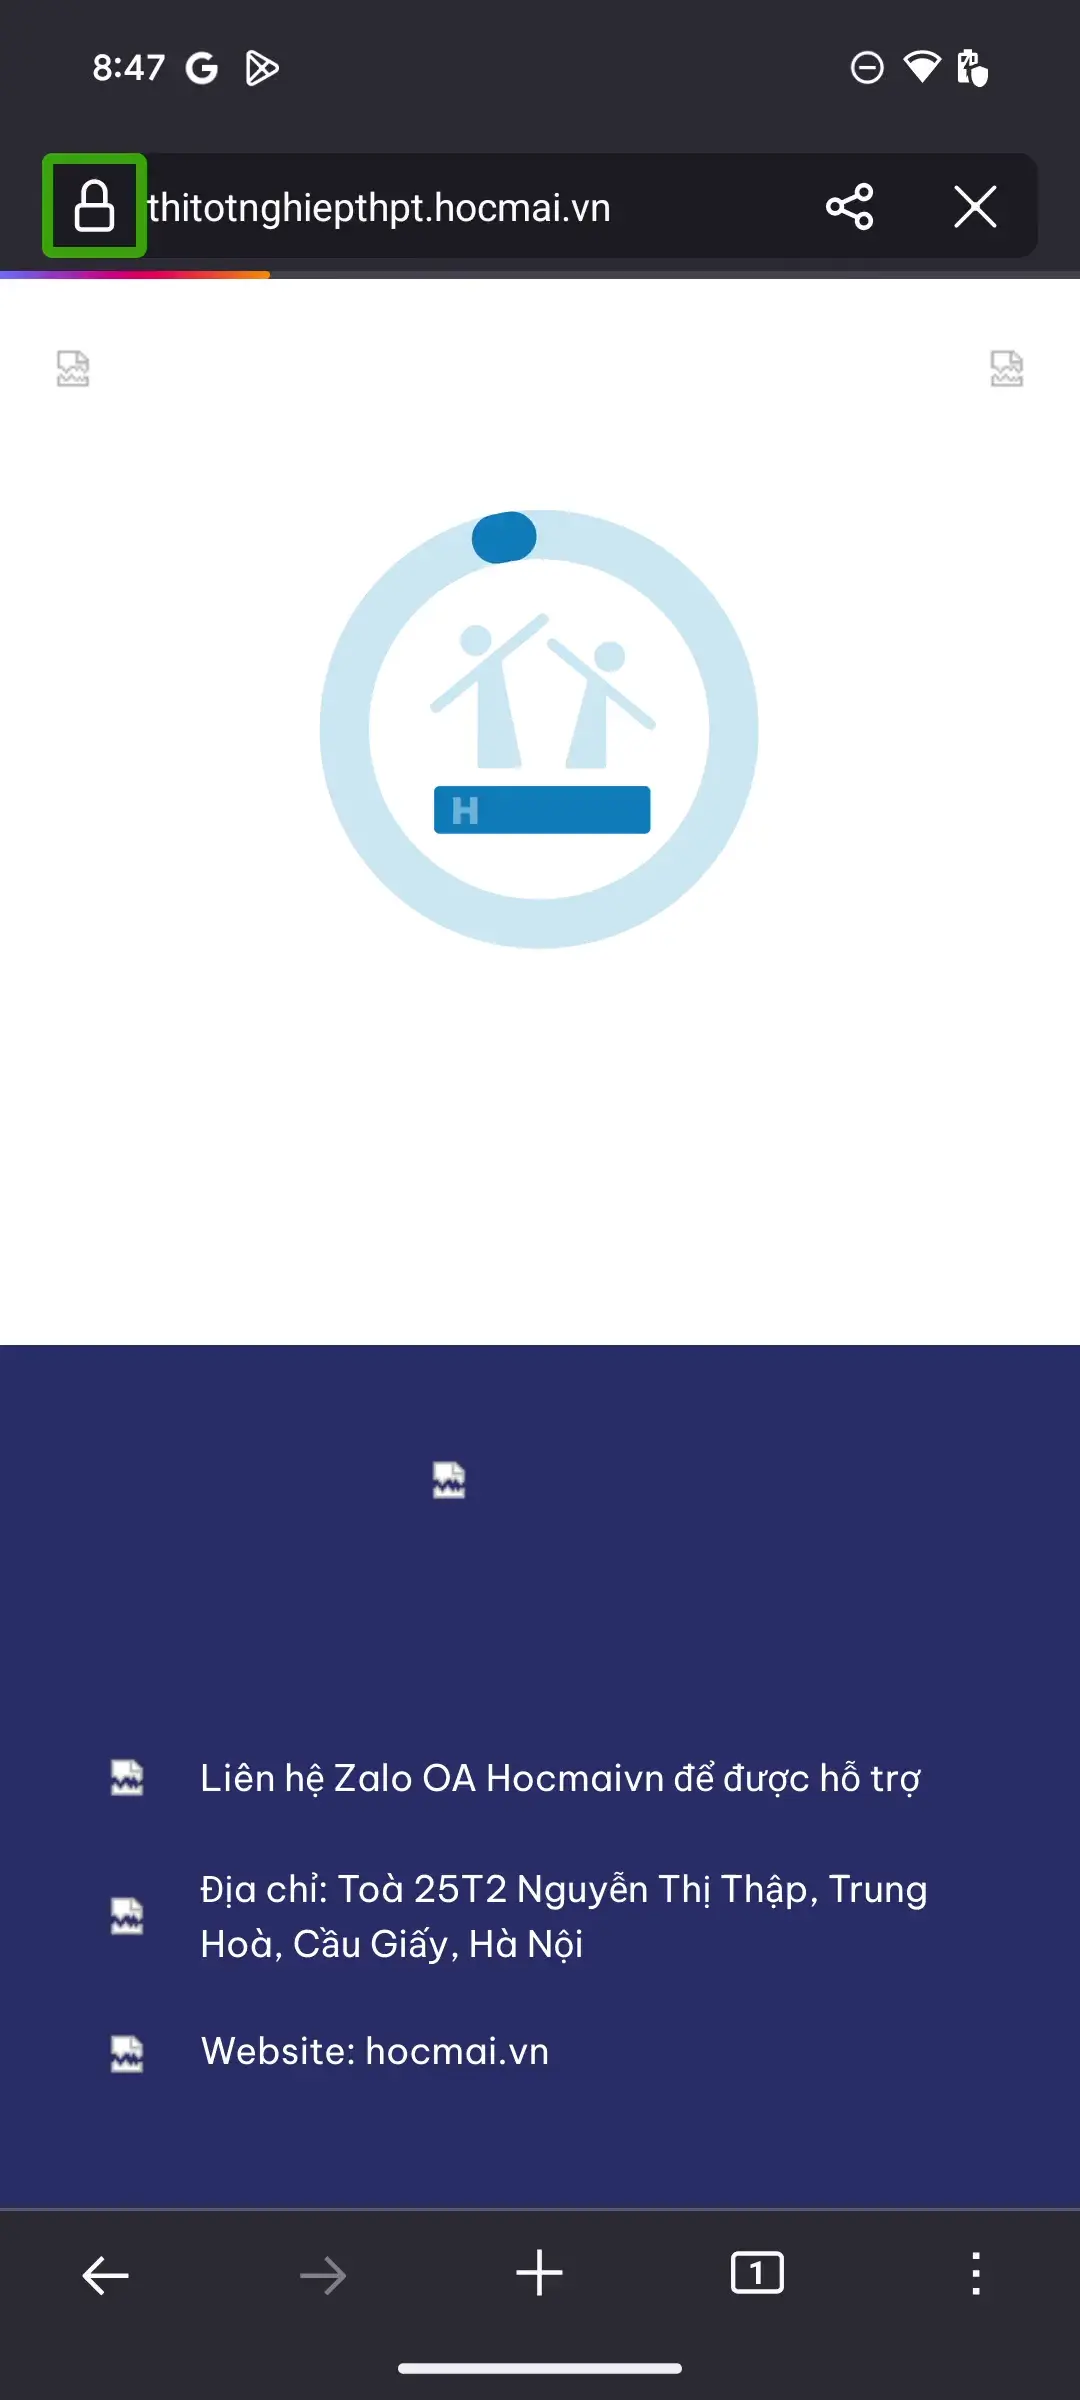 8:47
thitotnghiepthpt.hocmai.vn
H
Liên hệ Zalo OA Hocmaivn để được hỗ trợ
Địa chỉ: Toà 25T2 Nguyễn Thị Thập, Trung
Hoà, Cầu Giấy, Hà Nội
Website: hocmai.vn
1